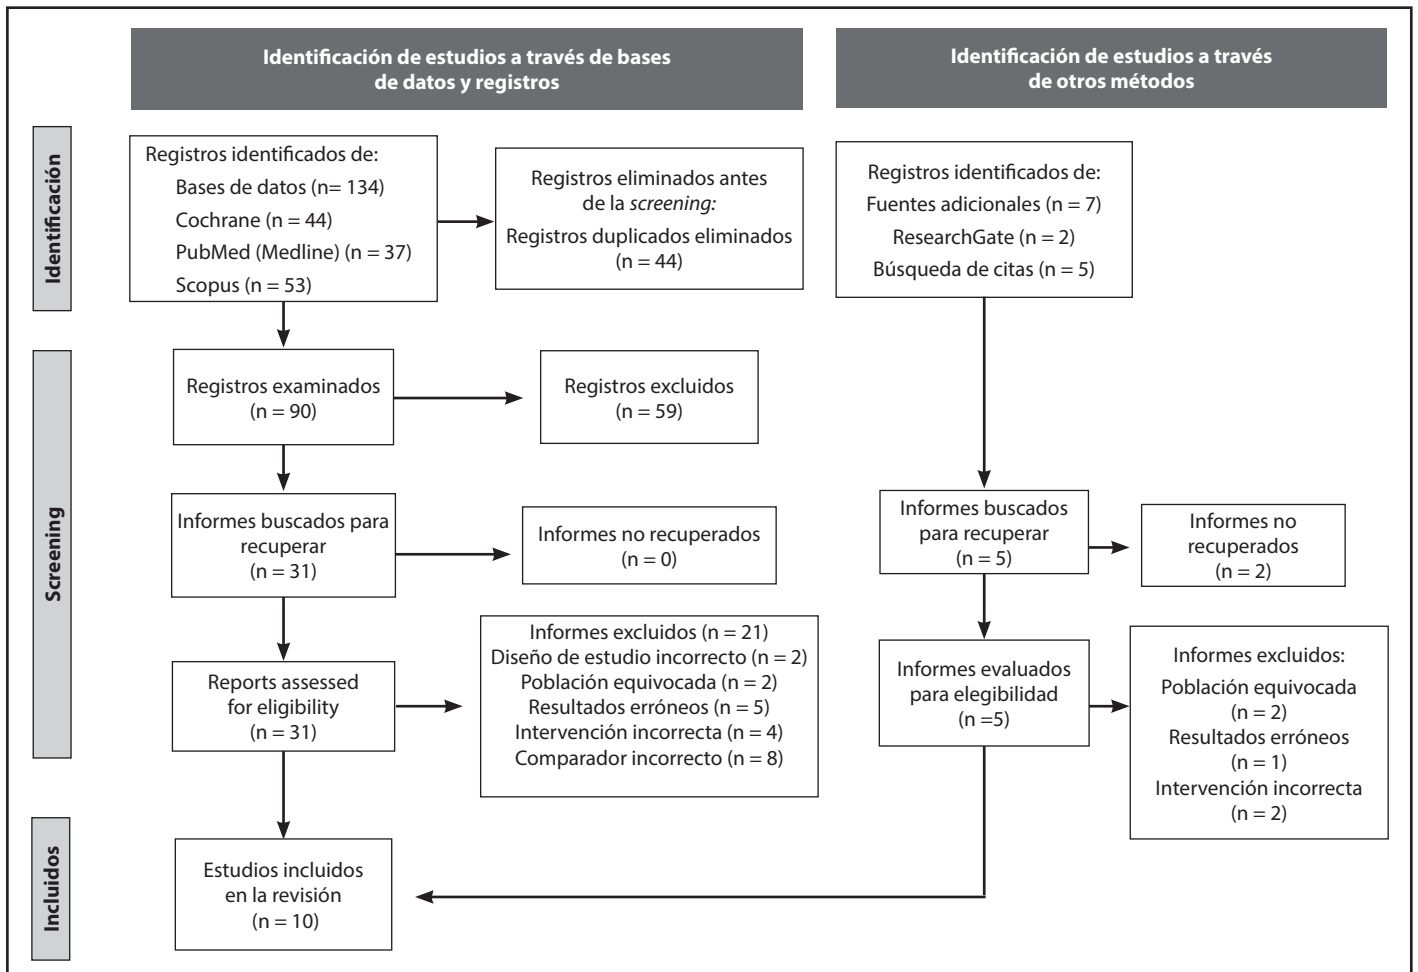 Identificación de estudios a través de bases
de datos y registros
Identificación de estudios a través
de otros métodos
Identificación
Registros identificados de:
Bases de datos (n= 134)
Cochrane (n = 44)
PubMed (Medline) (n = 37)
Scopus (n = 53)
Registros eliminados antes
de la screening:
Registros duplicados eliminados
(n = 44)
Registros identificados de:
Fuentes adicionales (n = 7)
ResearchGate (n = 2)
Búsqueda de citas (n = 5)
Screening
Registros examinados
(n = 90)
Registros excluidos
(n = 59)
Informes buscados para
recuperar
(n = 31)
Informes no recuperados
(n = 0)
Informes buscados
para recuperar
(n = 5)
Informes no
recuperados
(n = 2)
Reports assessed
for eligibility
(n = 31)
Informes excluidos (n = 21)
Diseño de estudio incorrecto (n = 2)
Población equivocada (n = 2)
Resultados erróneos (n = 5)
Intervención incorrecta (n = 4)
Comparador incorrecto (n = 8)
Informes evaluados
para elegibilidad
(n =5)
Informes excluidos:
Población equivocada
(n = 2)
Resultados erróneos
(n = 1)
Intervención incorrecta
(n = 2)
Incluidos
Estudios incluidos
en la revisión
(n = 10)